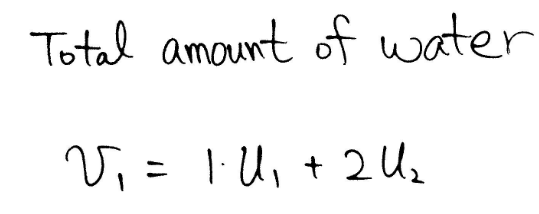 Total amount of water
V₁ = 1·U₁ + 2U₂